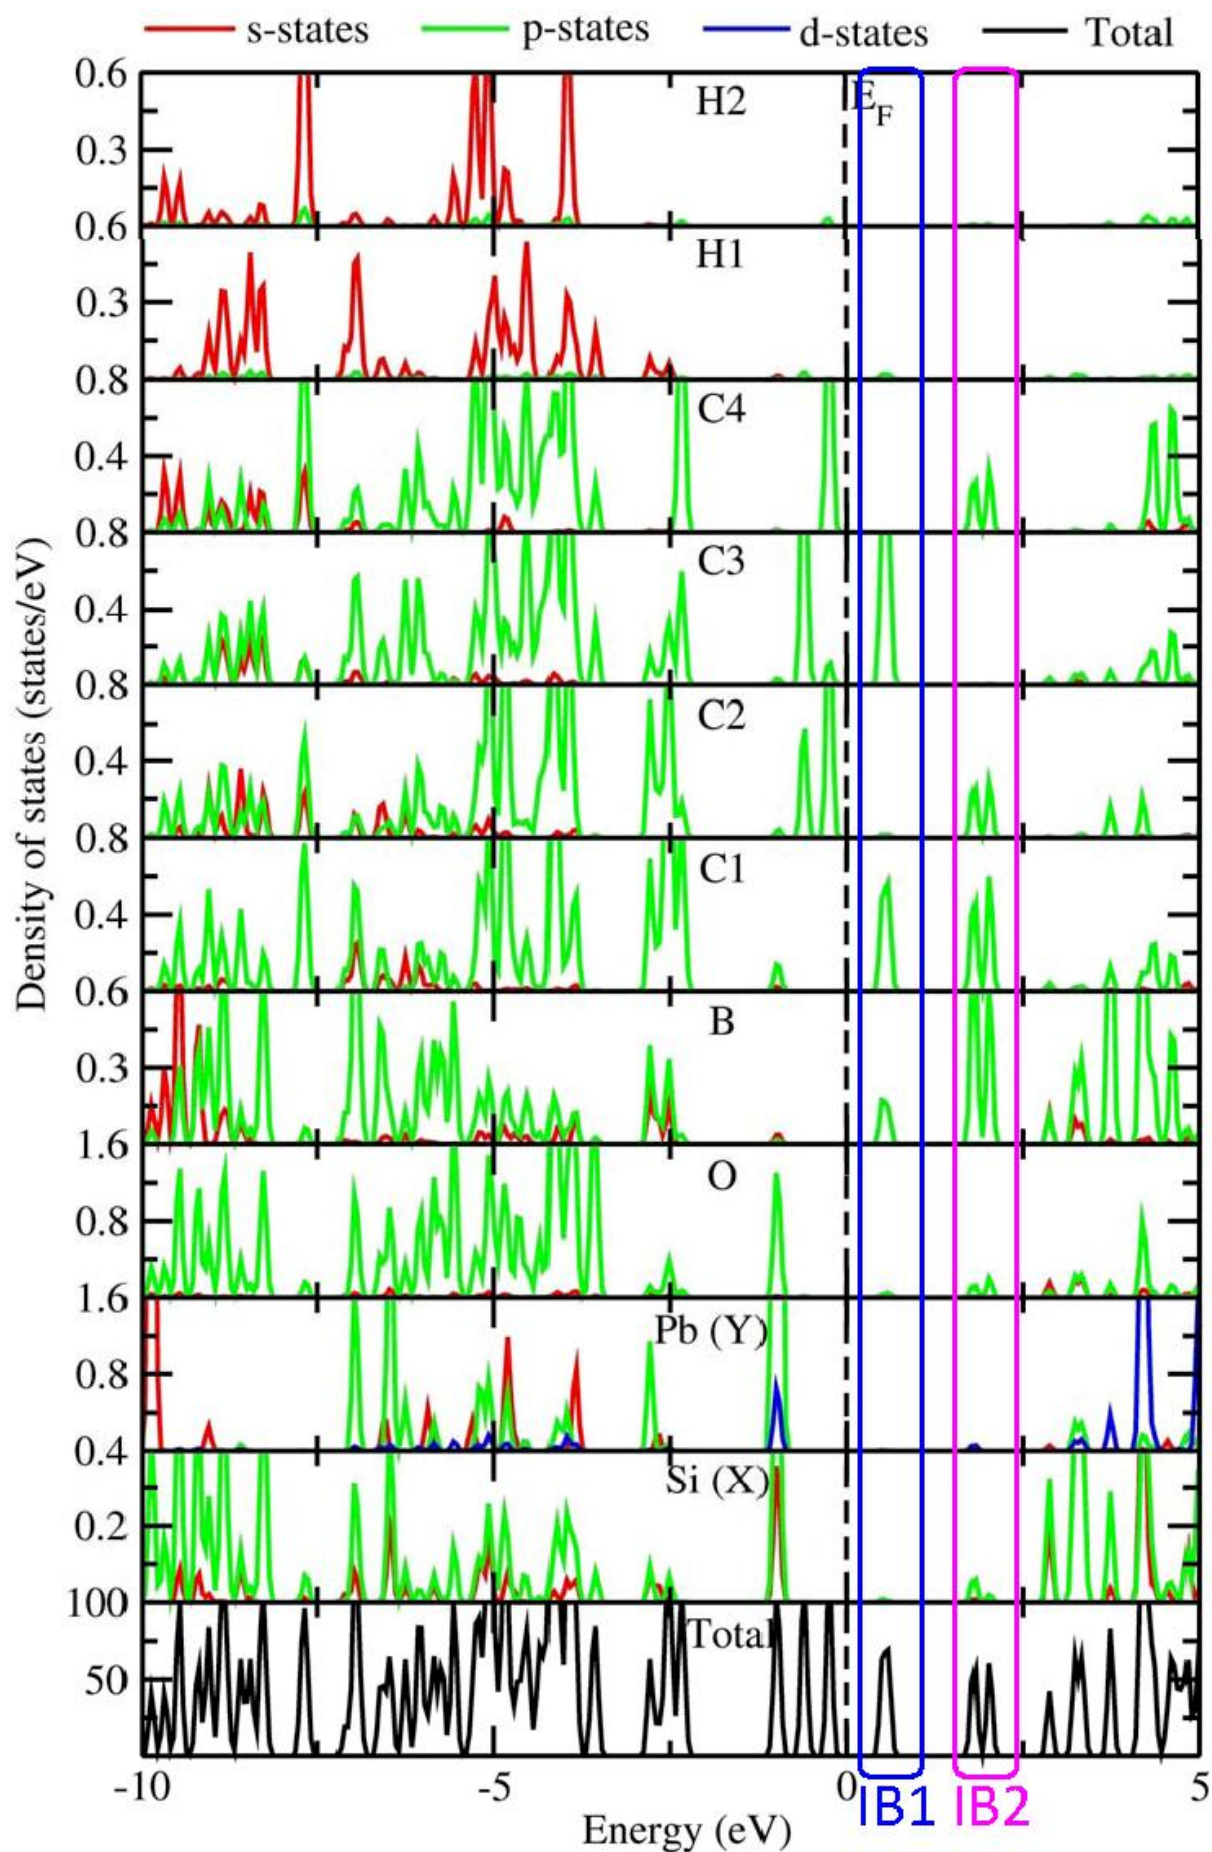 s-states p-states d-states Total
0.6 H2 E_F
0.3
0.6 H1
0.3
0.8 C4
0.4
0.8 C3
0.4
0.8 C2
0.4
0.8 C1
0.4
0.6 B
0.3
1.6 O
0.8
1.6 Pb (Y)
0.8
0.4 Si (X)
0.2
100 Total
50
Density of states (states/eV)
-10 -5 0 5
IB1 IB2
Energy (eV)